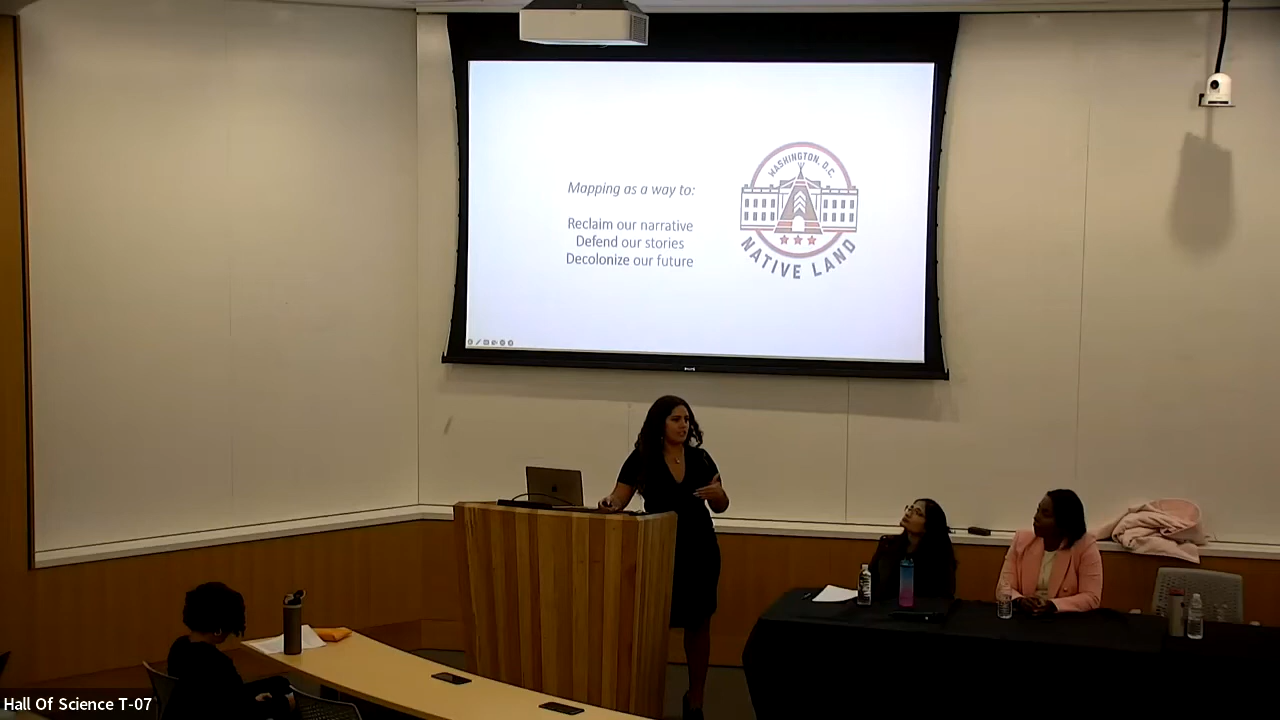 WASHINGTON, D.C.
Mapping as a way to:
Reclaim our narrative
Defend our stories
Decolonize our future
NATIVE LAND
Hall Of Science T-07